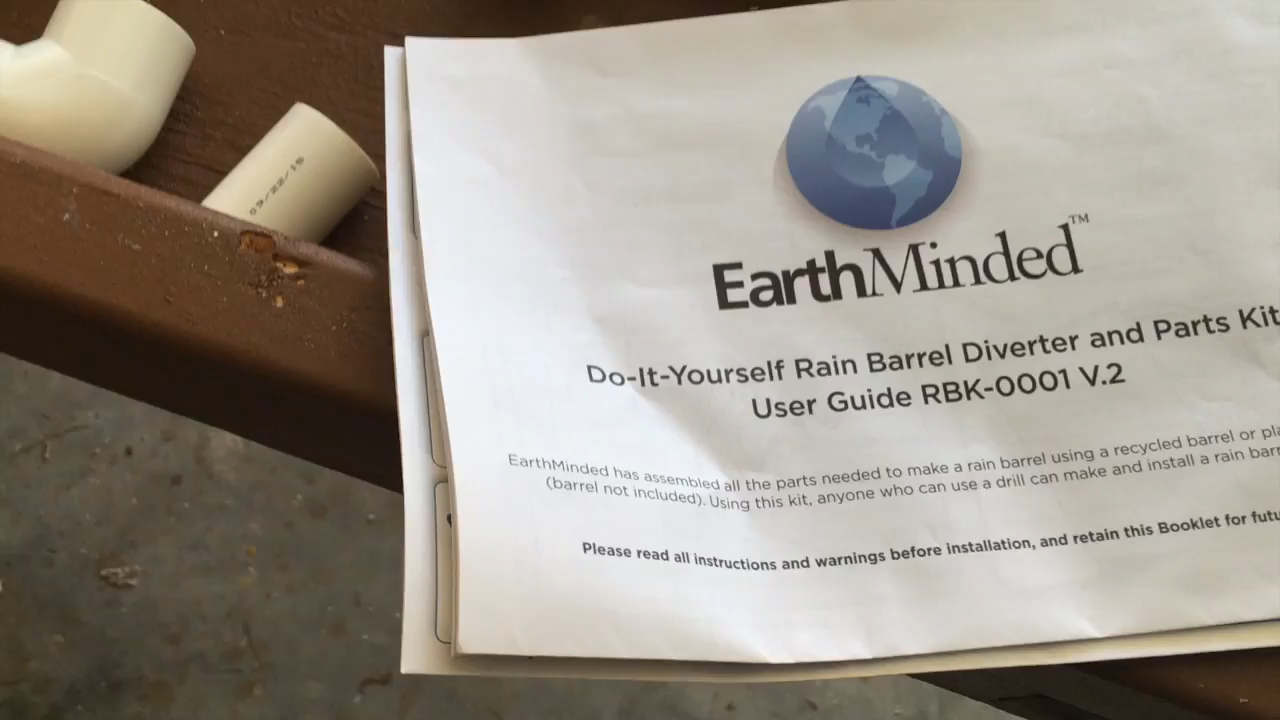 09/22/15
EarthMinded™
Do-It-Yourself Rain Barrel Diverter and Parts Kit
User Guide RBK-0001 V.2
EarthMinded has assembled all the parts needed to make a rain barrel using a recycled barrel or
(barrel not included). Using this kit, anyone who can use a drill can make and install a rain
Please read all instructions and warnings before installation, and retain this Booklet for